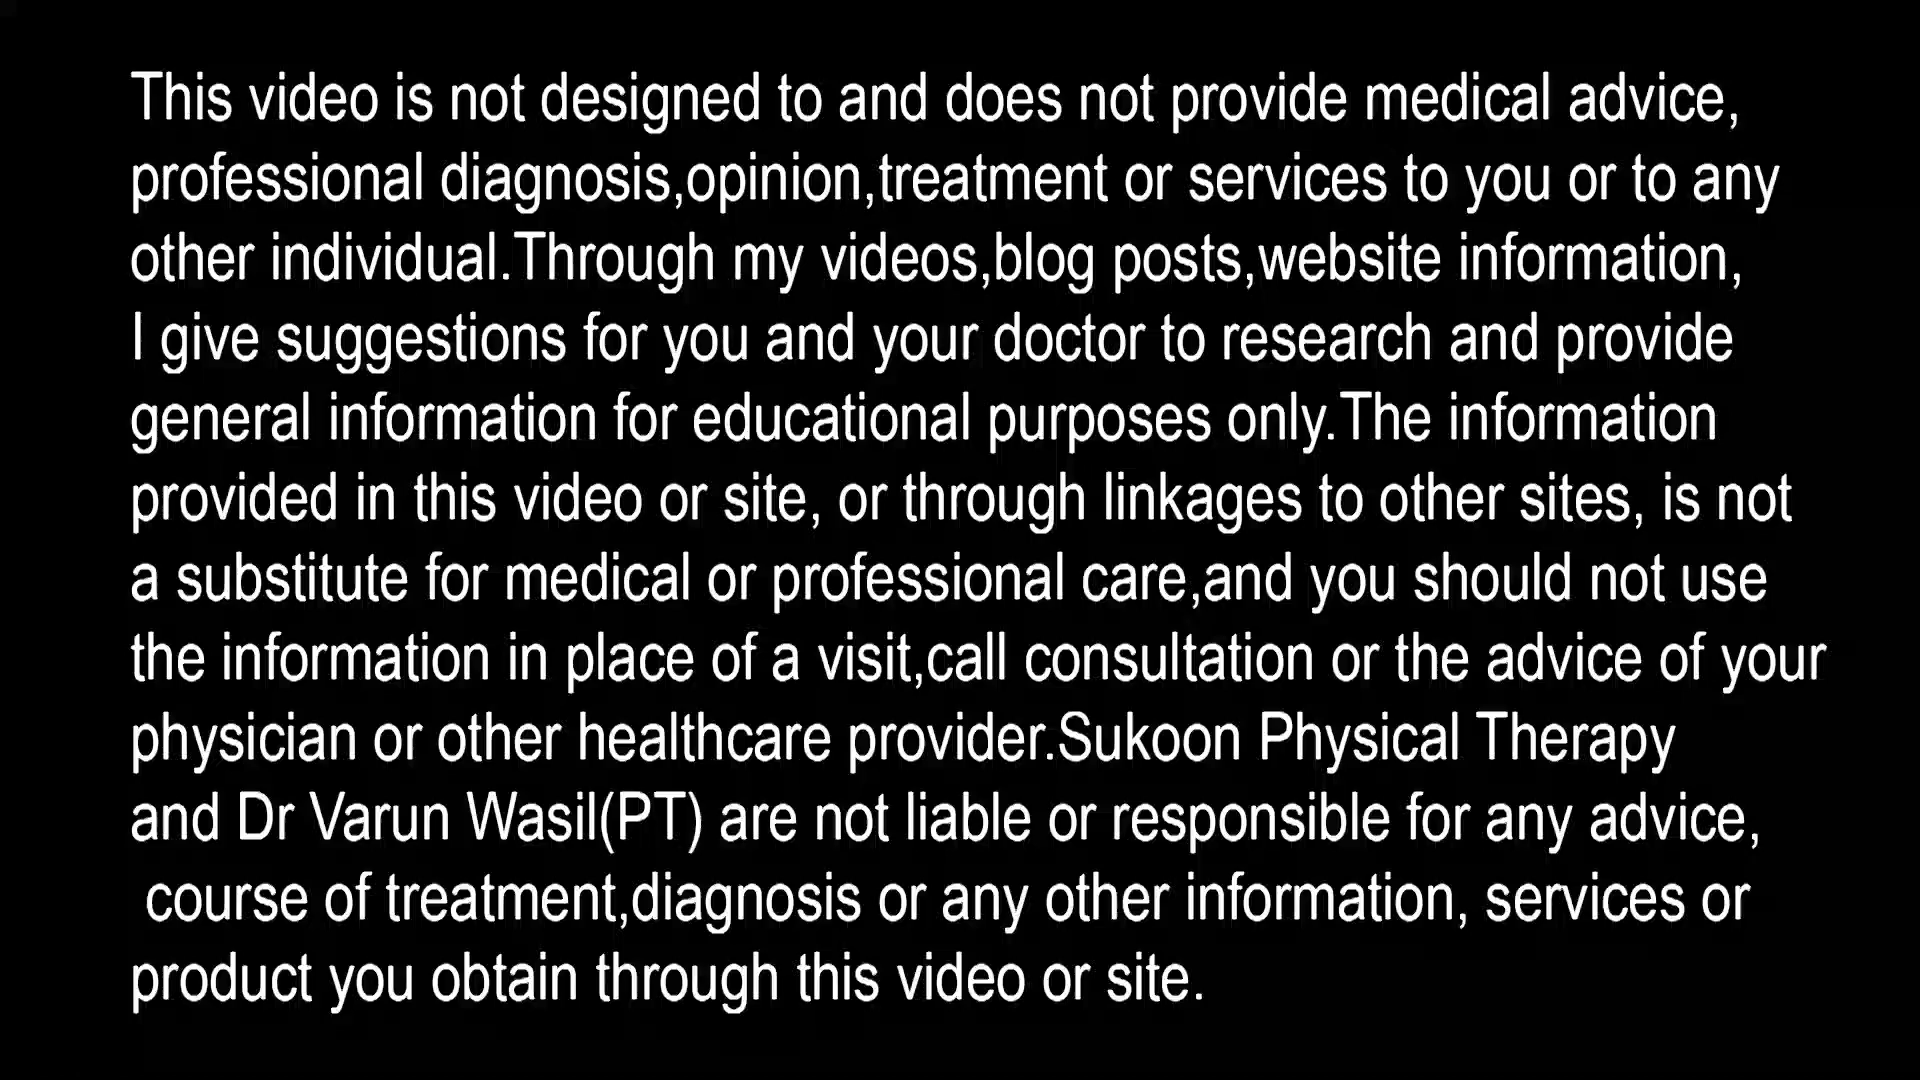 This video is not designed to and does not provide medical advice,
professional diagnosis,opinion,treatment or services to you or to any
other individual.Through my videos,blog posts,website information,
I give suggestions for you and your doctor to research and provide
general information for educational purposes only.The information
provided in this video or site, or through linkages to other sites, is not
a substitute for medical or professional care,and you should not use
the information in place of a visit,call consultation or the advice of your
physician or other healthcare provider.Sukoon Physical Therapy
and Dr Varun Wasil(PT) are not liable or responsible for any advice,
course of treatment,diagnosis or any other information, services or
product you obtain through this video or site.